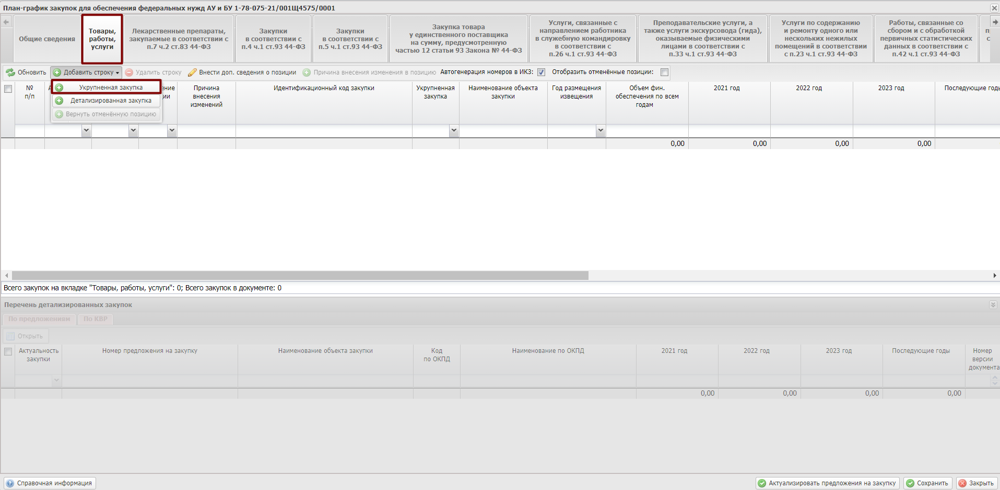 План-график закупок для обеспечения федеральных нужд АУ и БУ 1-78-075-21/001Щ4575/0001
Общие сведения
Товары,
работы,
услуги
Лекарственные препараты,
закупаемые в соответствии с
п.7 ч.2 ст.83 44-ФЗ
Закупки
в соответствии с
п.4 ч.1 ст.93 44-ФЗ
Закупки
в соответствии с
п.5 ч.1 ст.93 44-ФЗ
Закупка товара
у единственного поставщика
на сумму, предусмотренную
частью 12 статьи 93 Закона № 44-ФЗ
Услуги, связанные с
направлением работника
в служебную командировку
в соответствии с
п.26 ч.1 ст.93 44-ФЗ
Преподавательские услуги, а
также услуги экскурсовода (гида),
оказываемые физическими
лицами в соответствии с
п.33 ч.1 ст.93 44-ФЗ
Услуги по содержанию
и ремонту одного или
нескольких нежилых
помещений в соответствии
с п.23 ч.1 ст.93 44-ФЗ
Работы, связанные со
сбором и с обработкой
первичных статистических
данных в соответствии с
п.42 ч.1 ст.93 44-ФЗ
Обновить Добавить строку Удалить строку Внести доп. сведения о позиции Причина внесения изменения в позицию Автогенерация номеров в ИКЗ: Отобразить отменённые позиции:
Укрупненная закупка
Детализированная закупка
Вернуть отменённую позицию
№
п/п
Причина
внесения
изменений
Идентификационный код закупки
Укрупненная
закупка
Наименование объекта
закупки
Год размещения
извещения
Объем фин.
обеспечения по всем
годам
2021 год
2022 год
2023 год
Последующие годы
0,00 0,00 0,00 0,00
Всего закупок на вкладке "Товары, работы, услуги": 0; Всего закупок в документе: 0
Перечень детализированных закупок
По предложениям По КВР
Открыть
Актуальность
закупки
Номер предложения на закупку
Наименование объекта закупки
Код
по ОКПД
Наименование по ОКПД
2021 год
2022 год
2023 год
Последующие годы
Номер
версии
документа
0,00 0,00 0,00 0,00
Справочная информация Актуализировать предложения на закупку Сохранить Закрыть